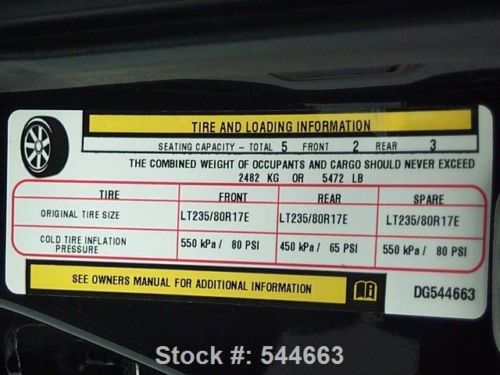 TIRE AND LOADING INFORMATION
SEATING CAPACITY - TOTAL 5 FRONT 2 REAR 3
THE COMBINED WEIGHT OF OCCUPANTS AND CARGO SHOULD NEVER EXCEED
2482 KG OR 5472 LB
TIRE FRONT REAR SPARE
ORIGINAL TIRE SIZE LT235/80R17E LT235/80R17E LT235/80R17E
COLD TIRE INFLATION
PRESSURE 550 kPa / 80 PSI 450 kPa / 65 PSI 550 kPa / 80 PSI
SEE OWNERS MANUAL FOR ADDITIONAL INFORMATION
DG544663
Stock #: 544663